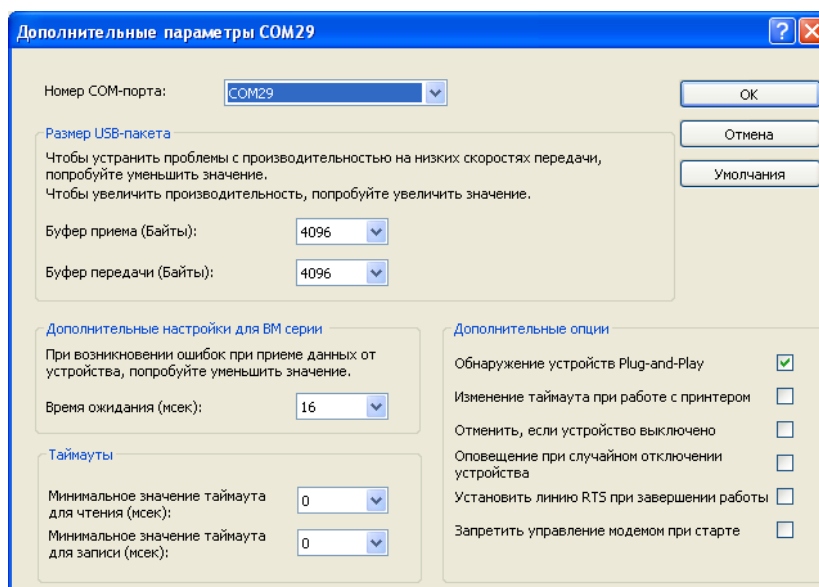 Дополнительные параметры COM29
Номер COM-порта:
COM29
OK
Отмена
Умолчания
Размер USB-пакета
Чтобы устранить проблемы с производительностью на низких скоростях передачи,
попробуйте уменьшить значение.
Чтобы увеличить производительность, попробуйте увеличить значение.
Буфер приема (Байты):
4096
Буфер передачи (Байты):
4096
Дополнительные настройки для BM серии
При возникновении ошибок при приеме данных от
устройства, попробуйте уменьшить значение.
Время ожидания (мсек):
16
Таймауты
Минимальное значение таймаута
для чтения (мсек):
0
Минимальное значение таймаута
для записи (мсек):
0
Дополнительные опции
Обнаружение устройств Plug-and-Play
Изменение таймаута при работе с принтером
Отменить, если устройство выключено
Оповещение при случайном отключении
устройства
Установить линию RTS при завершении работы
Запретить управление модемом при старте